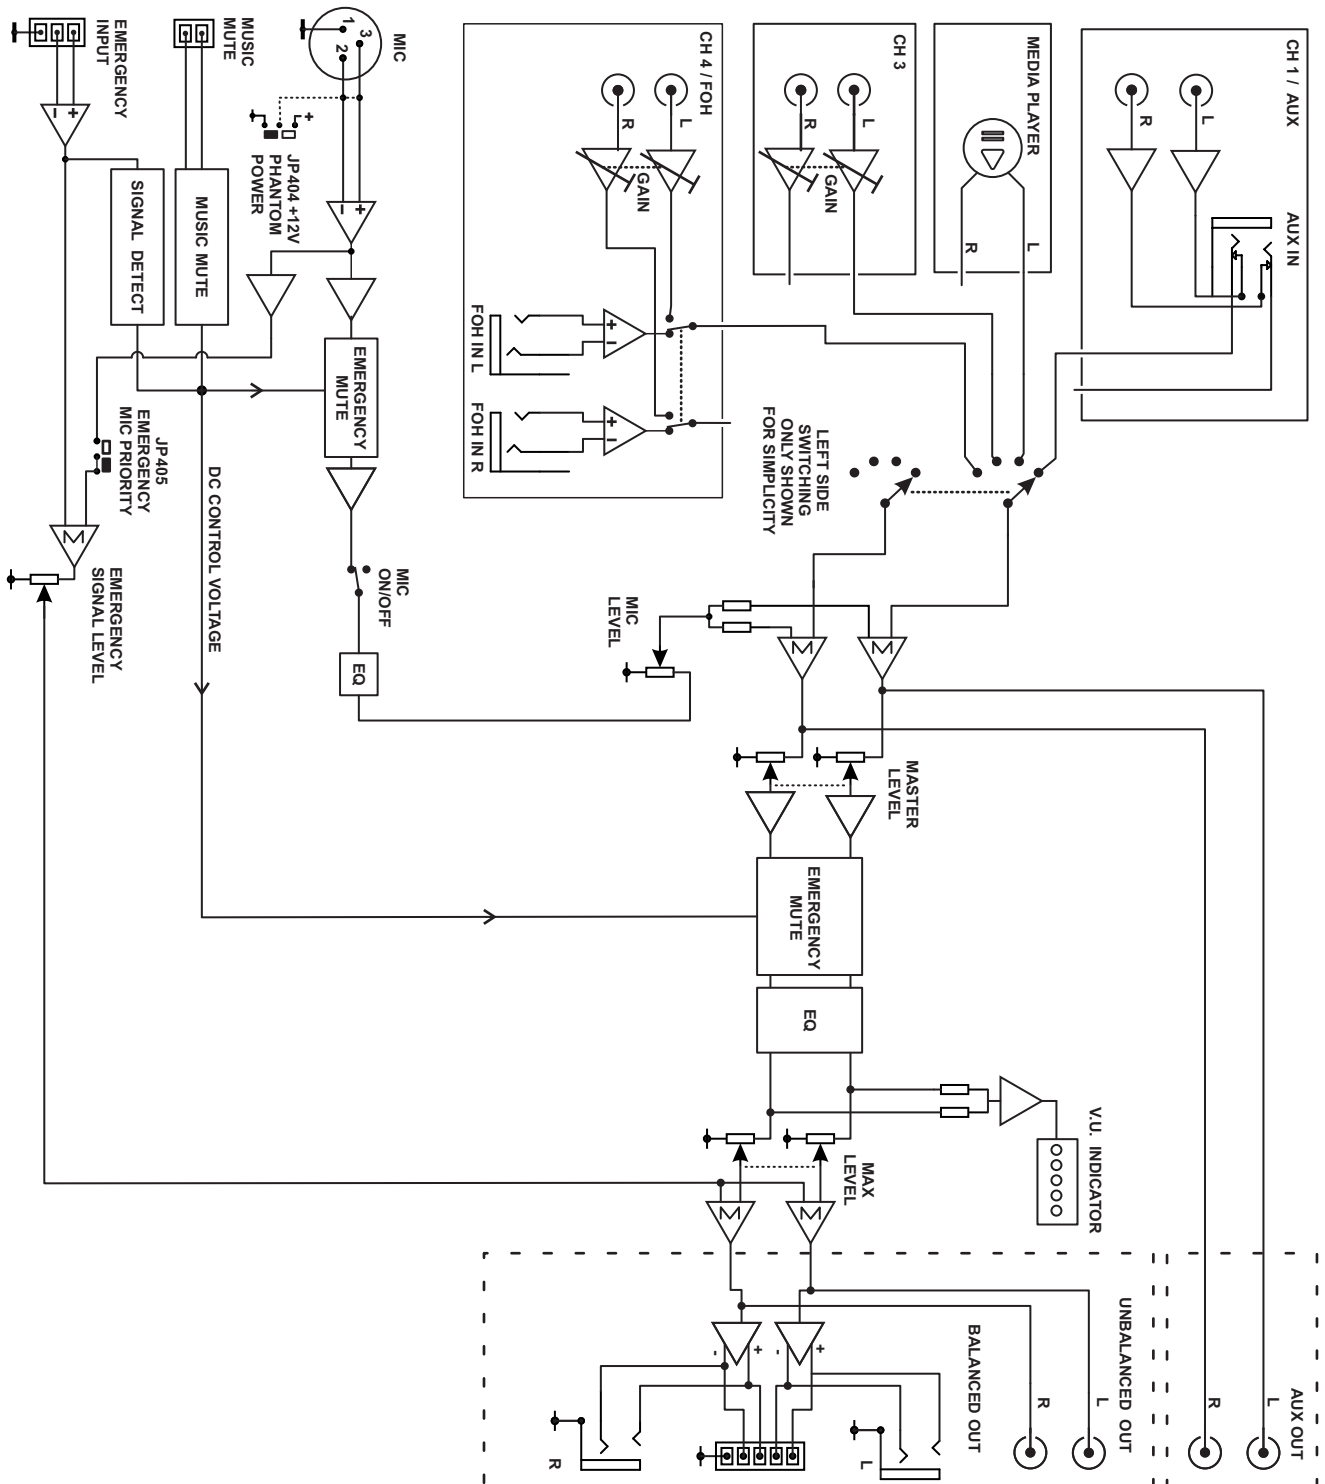 CH 1 / AUX
L
R
AUX IN
MEDIA PLAYER
L
R
CH 3
L
R
GAIN
CH 4 / FOH
L
R
GAIN
FOH IN L
+
–
FOH IN R
+
–
LEFT SIDE
SWITCHING
ONLY SHOWN
FOR SIMPLICITY
MIC
1
2
3
+
JP404 +12V
PHANTOM
POWER
+
–
MUSIC
MUTE
MUSIC MUTE
EMERGENCY
INPUT
+
–
SIGNAL DETECT
EMERGENCY
MUTE
JP405
EMERGENCY
MIC PRIORITY
DC CONTROL VOLTAGE
EMERGENCY
SIGNAL LEVEL
MIC
ON/OFF
EQ
MIC
LEVEL
MASTER
LEVEL
EMERGENCY
MUTE
EQ
V.U. INDICATOR
MAX
LEVEL
AUX OUT
L
R
UNBALANCED OUT
L
R
BALANCED OUT
+
-
+
-
L
R